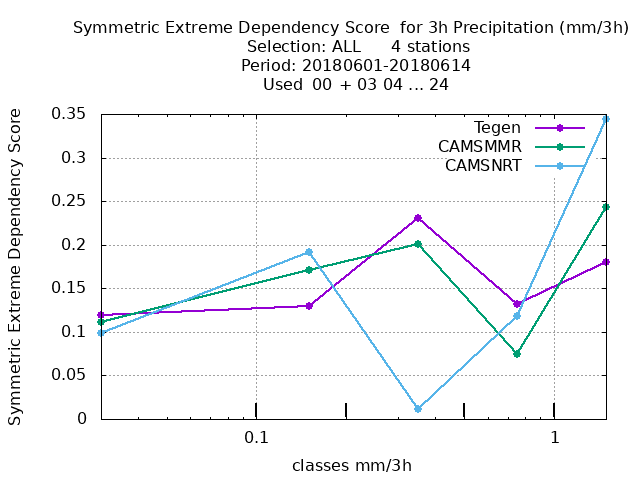 Symmetric Extreme Dependency Score  for 3h Precipitation (mm/3h)
Selection: ALL      4 stations
Period: 20180601-20180614
Used  00 + 03 04 ... 24
Symmetric Extreme Dependency Score
0.35
0.3
0.25
0.2
0.15
0.1
0.05
0
Tegen
CAMSMMR
CAMSNRT
0.1
1
classes mm/3h